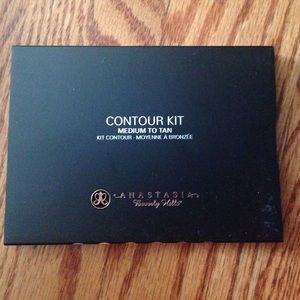 CONTOUR KIT
MEDIUM TO TAN
KIT CONTOUR - MOYENNE À BRONZÉE
ANASTASIA
Beverly Hills